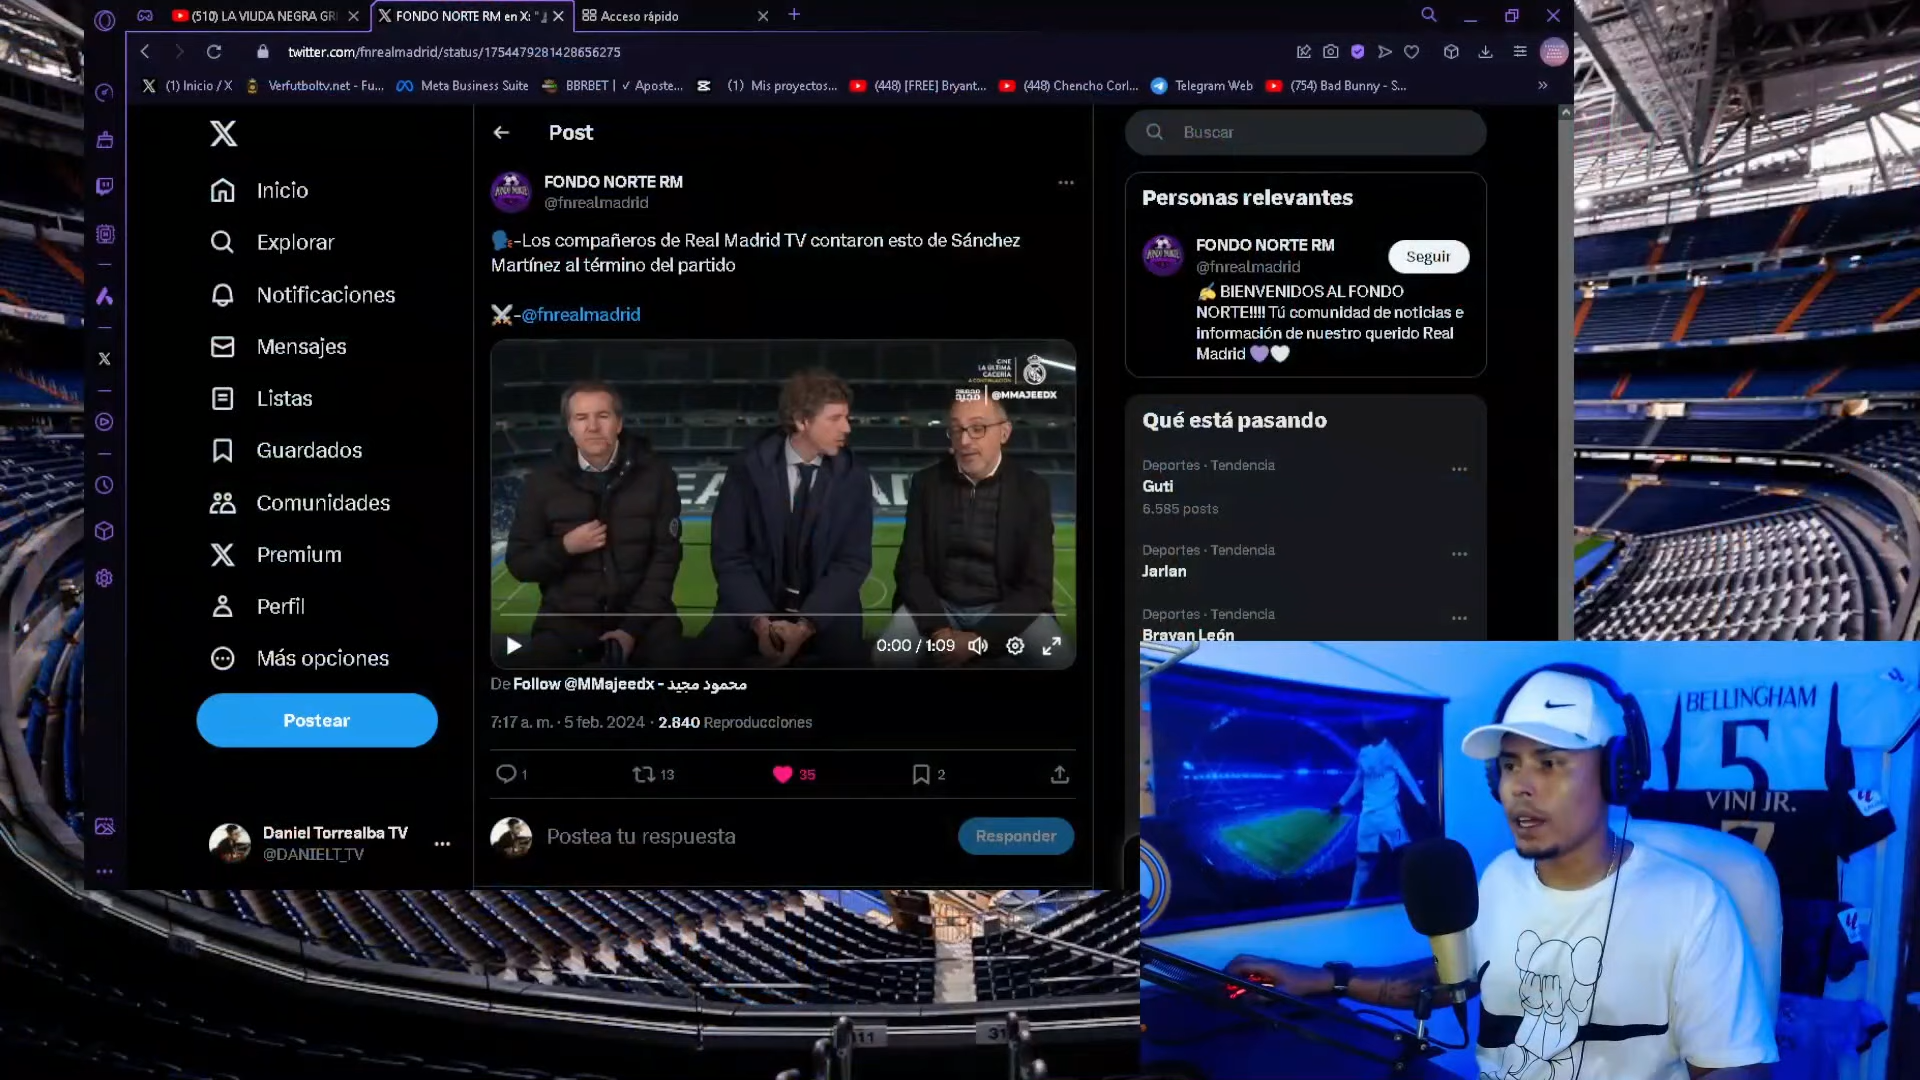 (510) LA VIUDA NEGRA GRI
FONDO NORTE RM en X: "
Acceso rápido
twitter.com/fnrealmadrid/status/1754479281428656275
(1) Inicio / X
Verfutboltv.net - Fu...
Meta Business Suite
BBRBET | ✓ Aposte...
(1) Mis proyectos...
(448) [FREE] Bryant...
(448) Chencho Corl...
Telegram Web
(754) Bad Bunny - S...
»
Inicio
Explorar
Notificaciones
Mensajes
Listas
Guardados
Comunidades
Premium
Perfil
Más opciones
Postear
Daniel Torrealba TV
@DANIELT_TV
Post
FONDO NORTE RM
@fnrealmadrid
🗣️-Los compañeros de Real Madrid TV contaron esto de Sánchez
Martínez al término del partido
⚔️-@fnrealmadrid
CINE
LA ÚLTIMA
CACERÍA
A CONTINUACIÓN
@MMAJEEDX
0:00 / 1:09
De Follow @MMajeedx - محمود مجيد
7:17 a. m. · 5 feb. 2024 · 2.840 Reproducciones
1
13
35
2
Postea tu respuesta
Responder
Buscar
Personas relevantes
FONDO NORTE RM
@fnrealmadrid
Seguir
✍️ BIENVENIDOS AL FONDO
NORTE!!!! Tú comunidad de noticias e
información de nuestro querido Real
Madrid 💜🤍
Qué está pasando
Deportes · Tendencia
Guti
6.585 posts
Deportes · Tendencia
Jarlan
Deportes · Tendencia
Brayan León
BELLINGHAM
5
VINI JR.
7